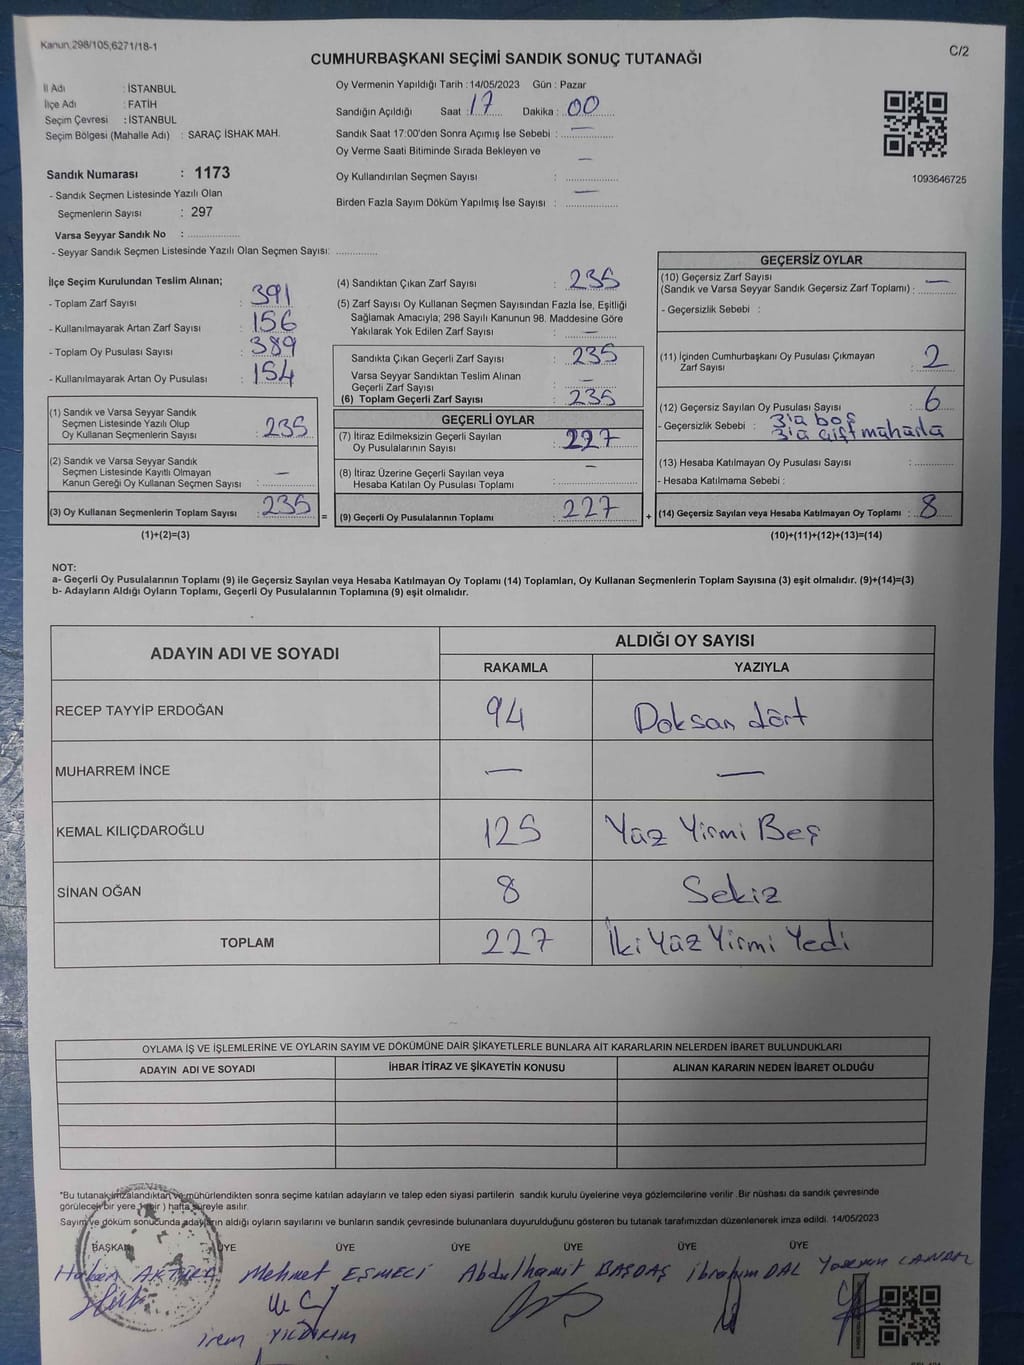 Kanun,298/105,6271/18-1
C/2
CUMHURBAŞKANI SEÇİMİ SANDIK SONUÇ TUTANAĞI
İl Adı : İSTANBUL
İlçe Adı : FATİH
Seçim Çevresi : İSTANBUL
Seçim Bölgesi (Mahalle Adı) : SARAÇ İSHAK MAH.
Sandık Numarası : 1173
- Sandık Seçmen Listesinde Yazılı Olan
Seçmenlerin Sayısı : 297
Varsa Seyyar Sandık No : ..................
- Seyyar Sandık Seçmen Listesinde Yazılı Olan Seçmen Sayısı: ..............
Oy Vermenin Yapıldığı Tarih : 14/05/2023 Gün : Pazar
Sandığın Açıldığı Saat : 17 Dakika : 00
Sandık Saat 17:00'den Sonra Açımış İse Sebebi : —
Oy Verme Saati Bitiminde Sırada Bekleyen ve
Oy Kullandırılan Seçmen Sayısı : —
Birden Fazla Sayım Döküm Yapılmış İse Sayısı : —
1093646725
İlçe Seçim Kurulundan Teslim Alınan;
- Toplam Zarf Sayısı : 391
- Kullanılmayarak Artan Zarf Sayısı : 156
- Toplam Oy Pusulası Sayısı : 389
- Kullanılmayarak Artan Oy Pusulası : 154
(1) Sandık ve Varsa Seyyar Sandık
Seçmen Listesinde Yazılı Olup
Oy Kullanan Seçmenlerin Sayısı : 235
(2) Sandık ve Varsa Seyyar Sandık
Seçmen Listesinde Kayıtlı Olmayan
Kanun Gereği Oy Kullanan Seçmen Sayısı : —
(3) Oy Kullanan Seçmenlerin Toplam Sayısı : 235
=
(1)+(2)=(3)
(4) Sandıktan Çıkan Zarf Sayısı : 235
(5) Zarf Sayısı Oy Kullanan Seçmen Sayısından Fazla İse, Eşitliği
Sağlamak Amacıyla; 298 Sayılı Kanunun 98. Maddesine Göre
Yakılarak Yok Edilen Zarf Sayısı : —
Sandıkta Çıkan Geçerli Zarf Sayısı : 235
Varsa Seyyar Sandıktan Teslim Alınan
Geçerli Zarf Sayısı : —
(6) Toplam Geçerli Zarf Sayısı : 235
GEÇERLİ OYLAR
(7) İtiraz Edilmeksizin Geçerli Sayılan
Oy Pusulalarının Sayısı : 227
(8) İtiraz Üzerine Geçerli Sayılan veya
Hesaba Katılan Oy Pusulası Toplamı : —
(9) Geçerli Oy Pusulalarının Toplamı : 227
+
GEÇERSİZ OYLAR
(10) Geçersiz Zarf Sayısı
(Sandık ve Varsa Seyyar Sandık Geçersiz Zarf Toplamı) : —
- Geçersizlik Sebebi :
(11) İçinden Cumhurbaşkanı Oy Pusulası Çıkmayan
Zarf Sayısı : 2
(12) Geçersiz Sayılan Oy Pusulası Sayısı : 6
- Geçersizlik Sebebi : 3'ü boş
3'ü çift mühürlü
(13) Hesaba Katılmayan Oy Pusulası Sayısı :
- Hesaba Katılmama Sebebi :
(14) Geçersiz Sayılan veya Hesaba Katılmayan Oy Toplamı : 8
(10)+(11)+(12)+(13)=(14)
NOT:
a- Geçerli Oy Pusulalarının Toplamı (9) ile Geçersiz Sayılan veya Hesaba Katılmayan Oy Toplamı (14) Toplamları, Oy Kullanan Seçmenlerin Toplam Sayısına (3) eşit olmalıdır. (9)+(14)=(3)
b- Adayların Aldığı Oyların Toplamı, Geçerli Oy Pusulalarının Toplamına (9) eşit olmalıdır.
ADAYIN ADI VE SOYADI ALDIĞI OY SAYISI
RAKAMLA YAZIYLA
RECEP TAYYİP ERDOĞAN 94 Doksan dört
MUHARREM İNCE — —
KEMAL KILIÇDAROĞLU 125 Yüz Yirmi Beş
SİNAN OĞAN 8 Sekiz
TOPLAM 227 İki Yüz Yirmi Yedi
OYLAMA İŞ VE İŞLEMLERİNE VE OYLARIN SAYIM VE DÖKÜMÜNE DAİR ŞİKAYETLERLE BUNLARA AİT KARARLARIN NELERDEN İBARET BULUNDUKLARI
ADAYIN ADI VE SOYADI İHBAR İTİRAZ VE ŞİKAYETİN KONUSU ALINAN KARARIN NEDEN İBARET OLDUĞU
"Bu tutanak imzalandıktan ve mühürlendikten sonra seçime katılan adayların ve talep eden siyasi partilerin sandık kurulu üyelerine veya gözlemcilerine verilir .Bir nüshası da sandık çevresinde
görülecek bir yere 1 (bir ) hafta süreyle asılır.
Sayım ve döküm sonucunda adayların aldığı oyların sayılarını ve bunların sandık çevresinde bulunanlara duyurulduğunu gösteren bu tutanak tarafımızdan düzenlenerek imza edildi. 14/05/2023
BAŞKAN ÜYE ÜYE ÜYE ÜYE ÜYE ÜYE
Mehmet EŞMECİ Abdulhamit BAŞDAŞ İbrahim DAL
İrem YILDIRIM